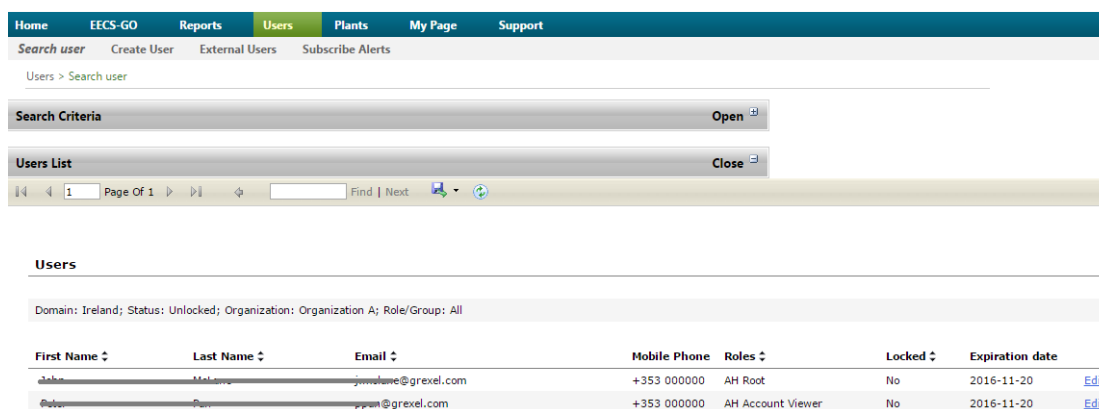 Home EECS-GO Reports Users Plants My Page Support
Search user Create User External Users Subscribe Alerts
Users > Search user
Search Criteria Open
Users List Close
1 Page Of 1 Find | Next
Users
Domain: Ireland; Status: Unlocked; Organization: Organization A; Role/Group: All
First Name Last Name Email Mobile Phone Roles Locked Expiration date
@grexel.com +353 000000 AH Root No 2016-11-20
@grexel.com +353 000000 AH Account Viewer No 2016-11-20